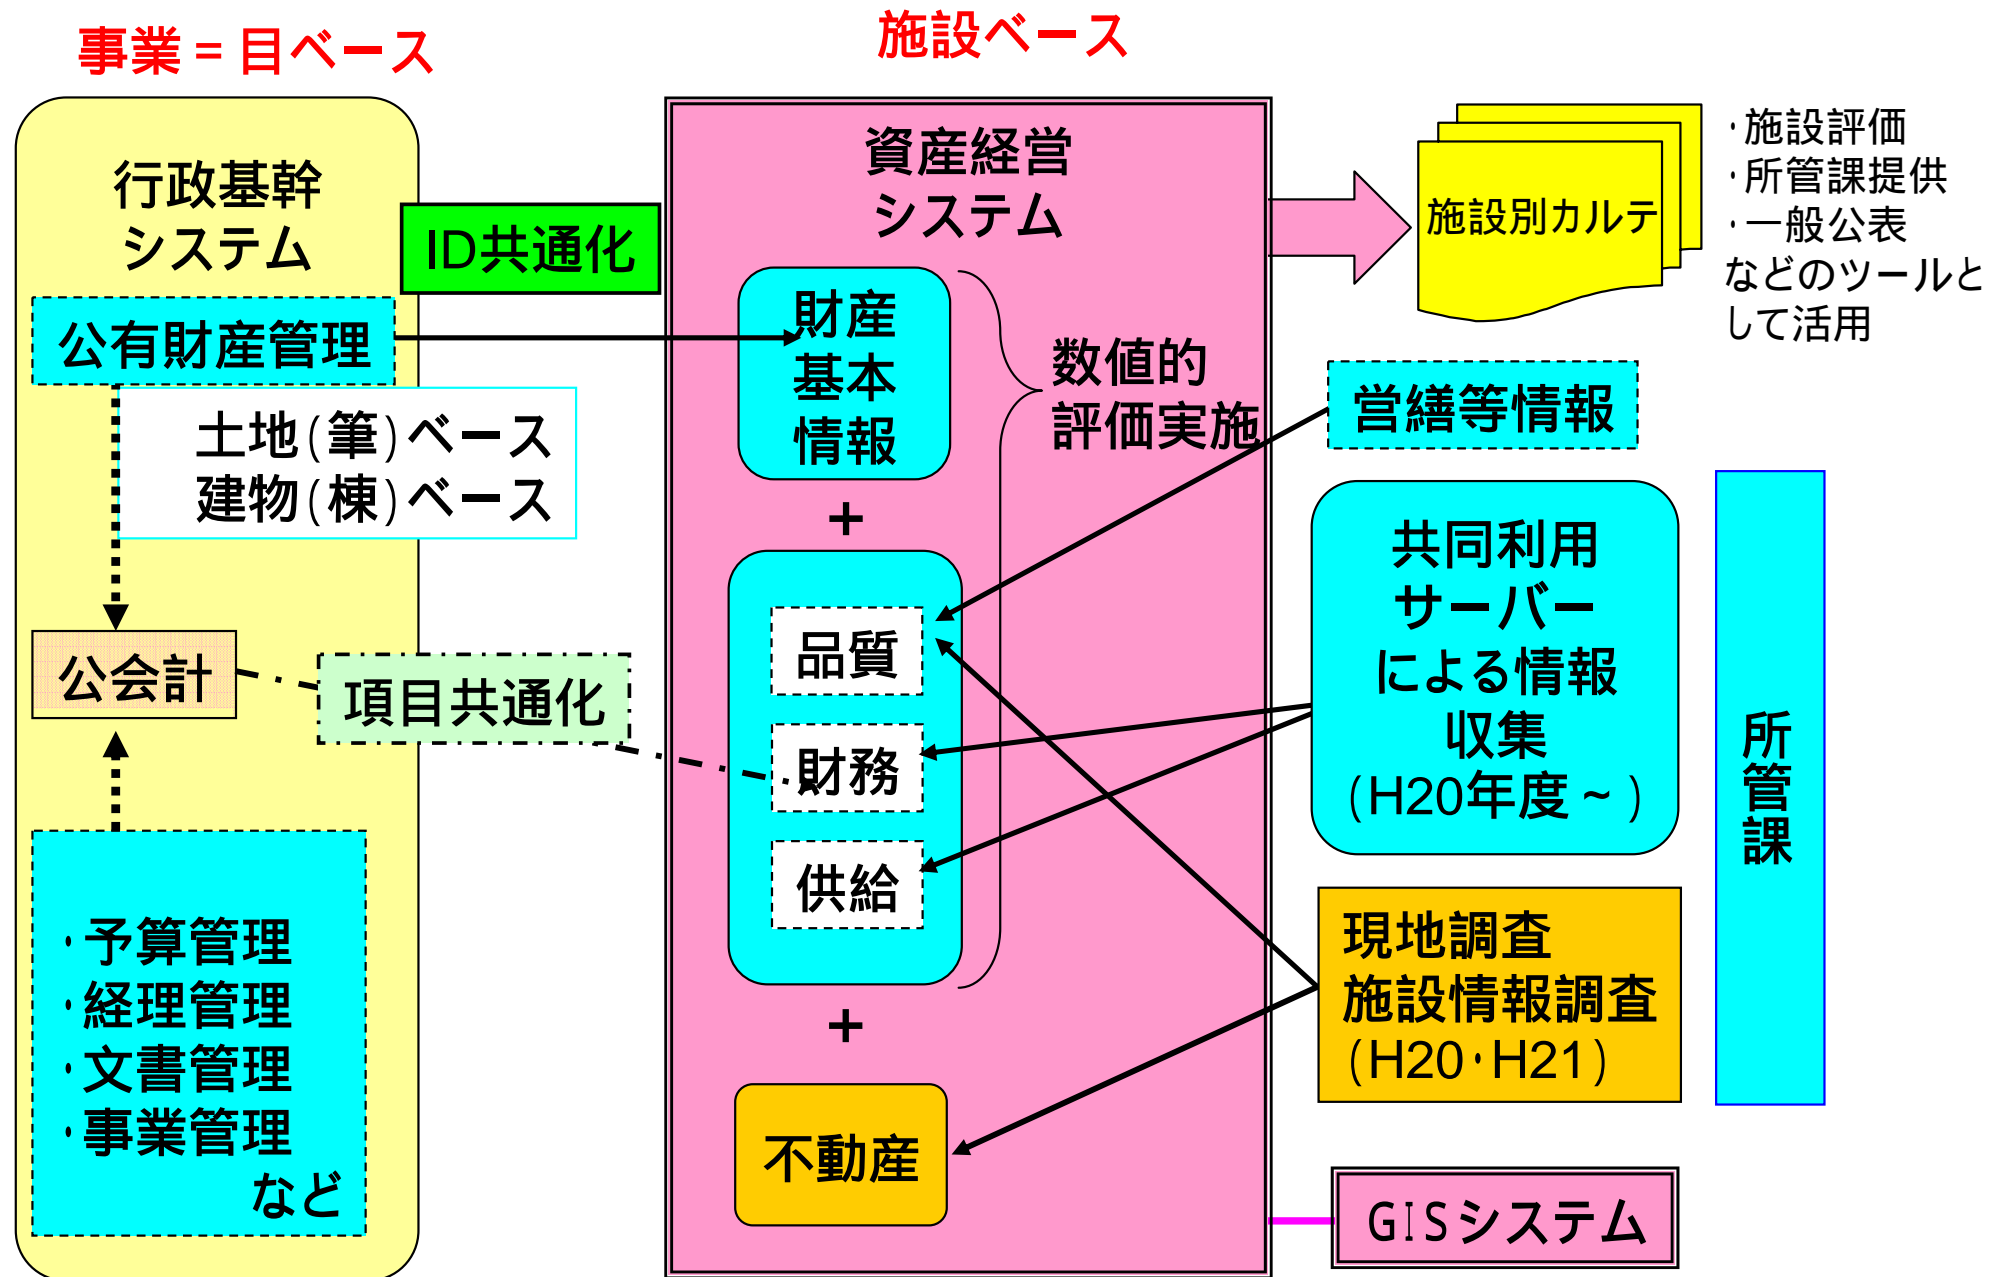 事業＝目ベース
施設ベース
行政基幹
システム
公有財産管理
土地(筆)ベース
建物(棟)ベース
公会計
・予算管理
・経理管理
・文書管理
・事業管理
など
ID共通化
項目共通化
資産経営
システム
財産
基本
情報
数値的
評価実施
+
品質
財務
供給
+
不動産
施設別カルテ
・施設評価
・所管課提供
・一般公表
などのツールと
して活用
営繕等情報
共同利用
サーバー
による情報
収集
(H20年度～)
現地調査
施設情報調査
(H20・H21)
所管課
GISシステム